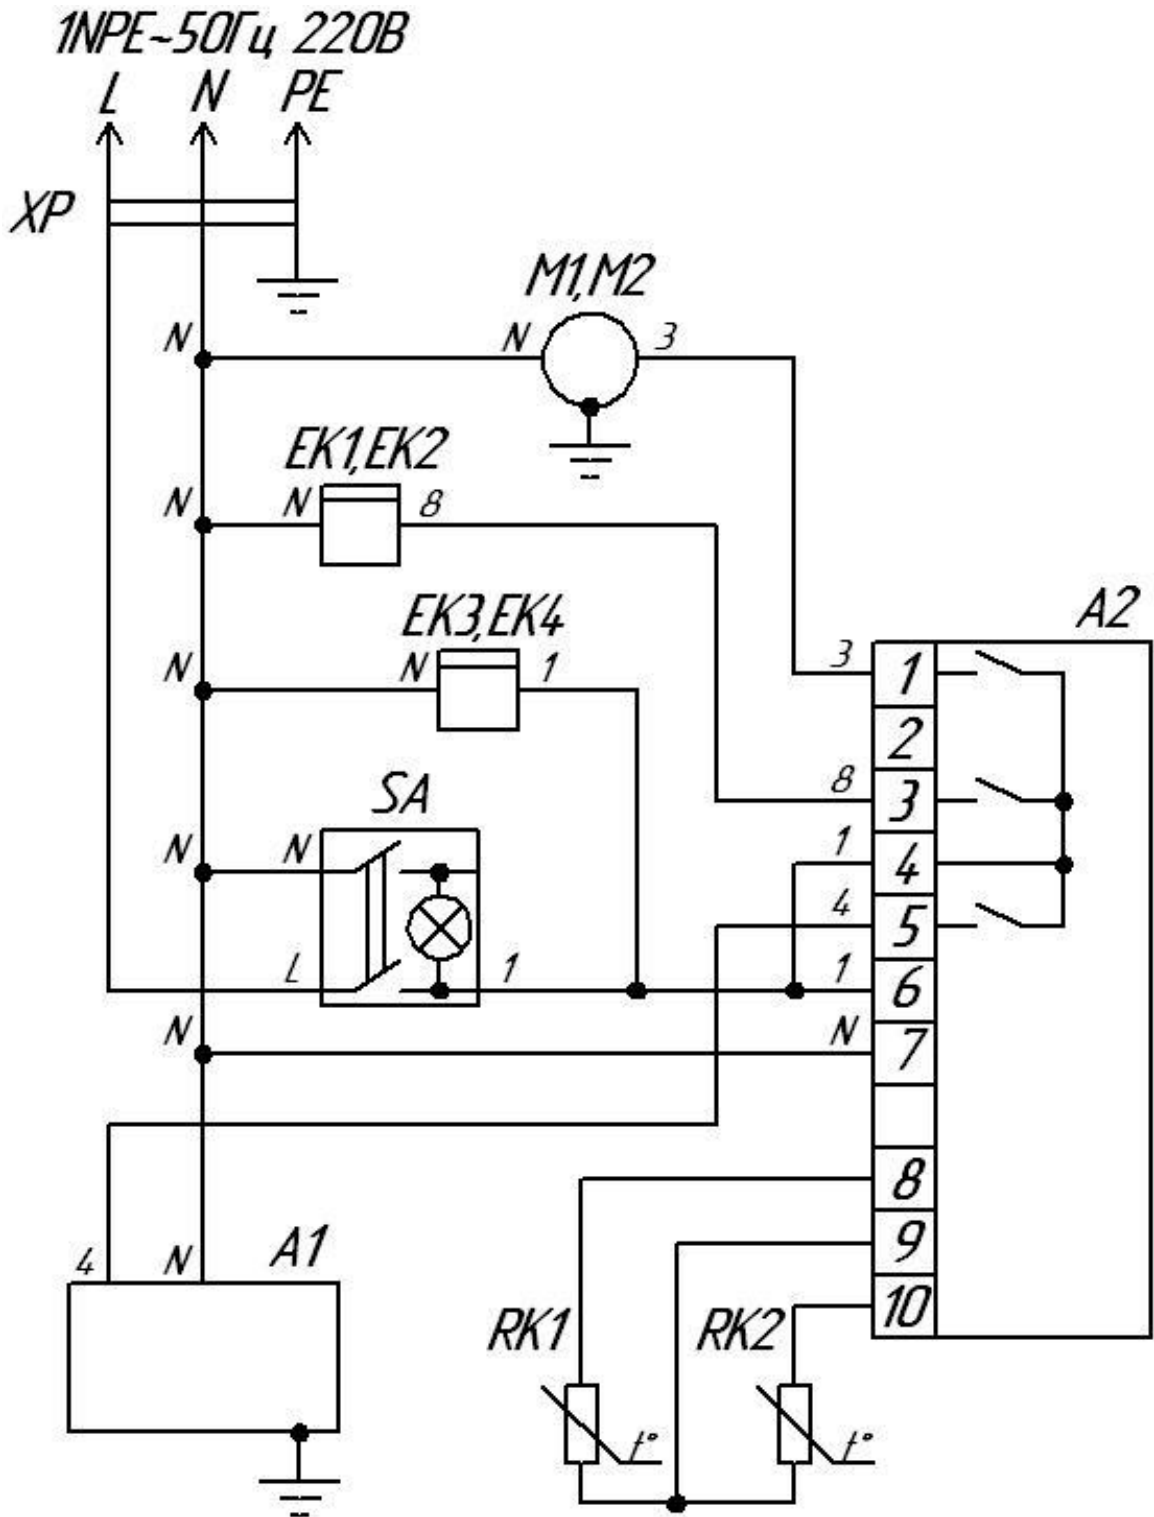 1NPE~50Гц 220В
L N PE
XP
M1,M2
N N 3
EK1,EK2
N N 8
EK3,EK4
N N 1
A2
3 1
2
SA
8 3
N N
1 4
4 5
L 1 1 6
N N 7
8
9
4 N A1
10
RK1 RK2
t° t°